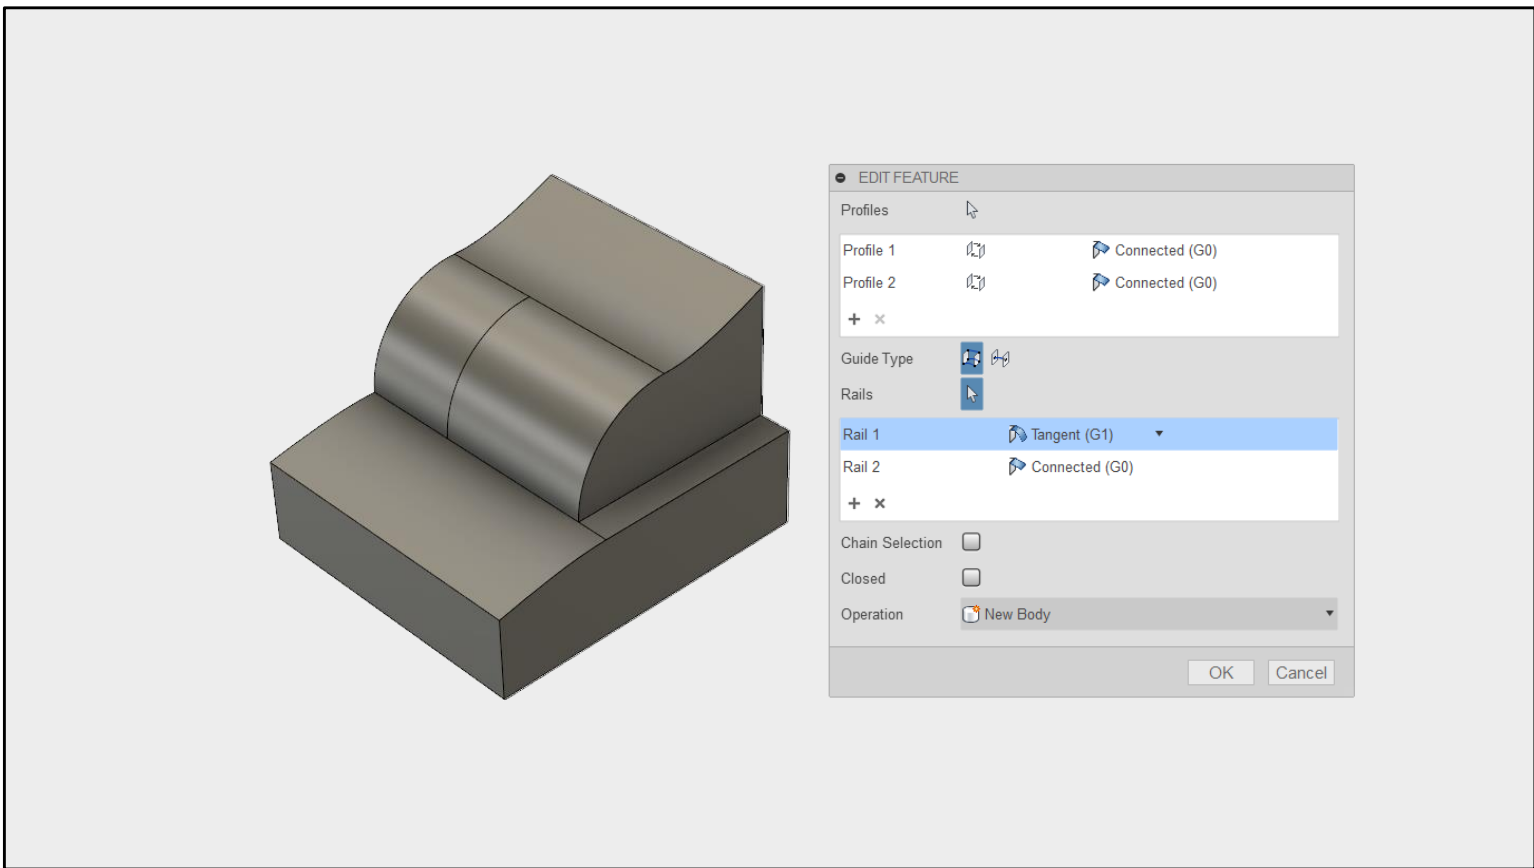 EDIT FEATURE
Profiles
Profile 1 Connected (G0)
Profile 2 Connected (G0)
Guide Type
Rails
Rail 1 Tangent (G1)
Rail 2 Connected (G0)
Chain Selection
Closed
Operation New Body
OK Cancel